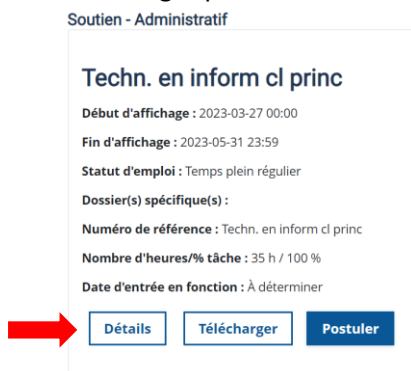 Soutien - Administratif
Techn. en inform cl princ
Début d'affichage : 2023-03-27 00:00
Fin d'affichage : 2023-05-31 23:59
Statut d'emploi : Temps plein régulier
Dossier(s) spécifique(s) :
Numéro de référence : Techn. en inform cl princ
Nombre d'heures/% tâche : 35 h / 100 %
Date d'entrée en fonction : À déterminer
Détails Télécharger Postuler